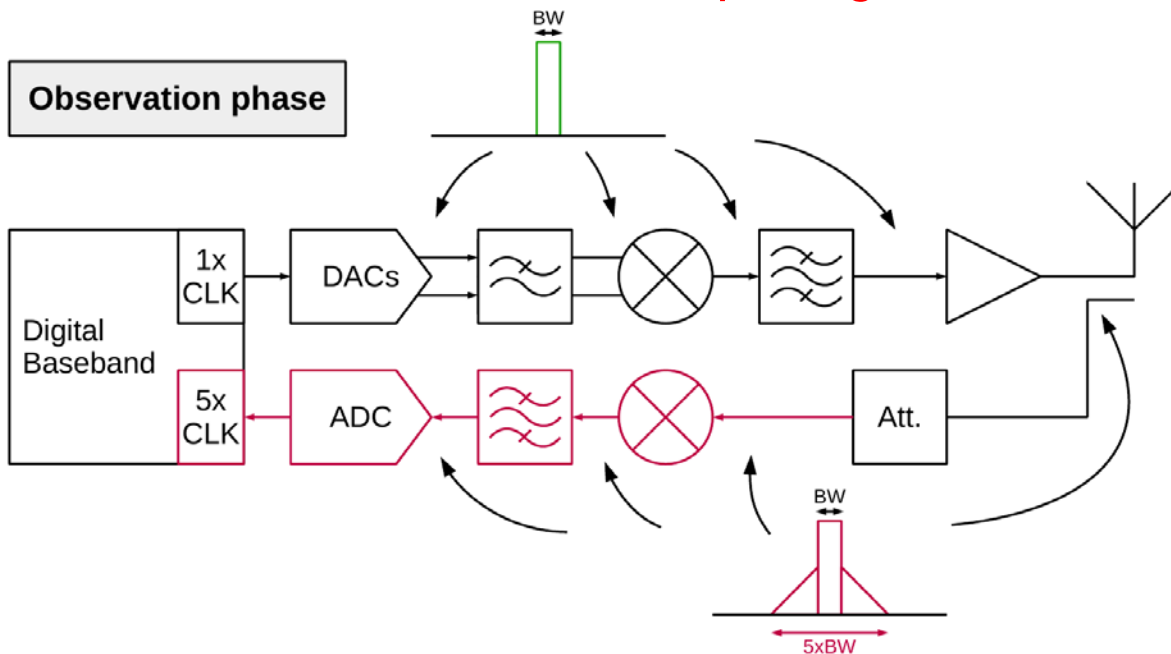 BW
Observation phase
1x
CLK
DACs
Digital
Baseband
5x
CLK
ADC
Att.
BW
5xBW